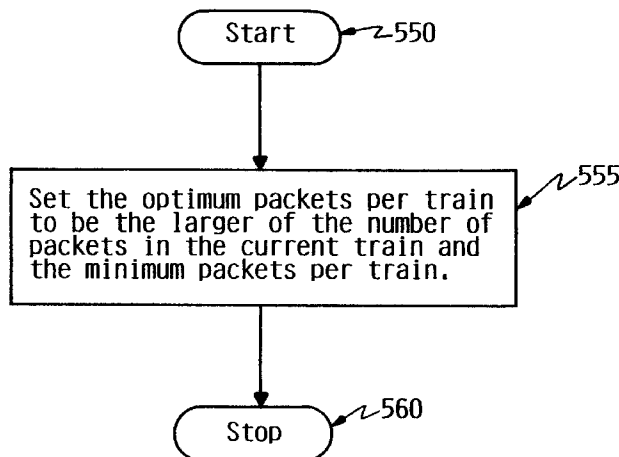 Start
550
Set the optimum packets per train
to be the larger of the number of
packets in the current train and
the minimum packets per train.
555
Stop
560